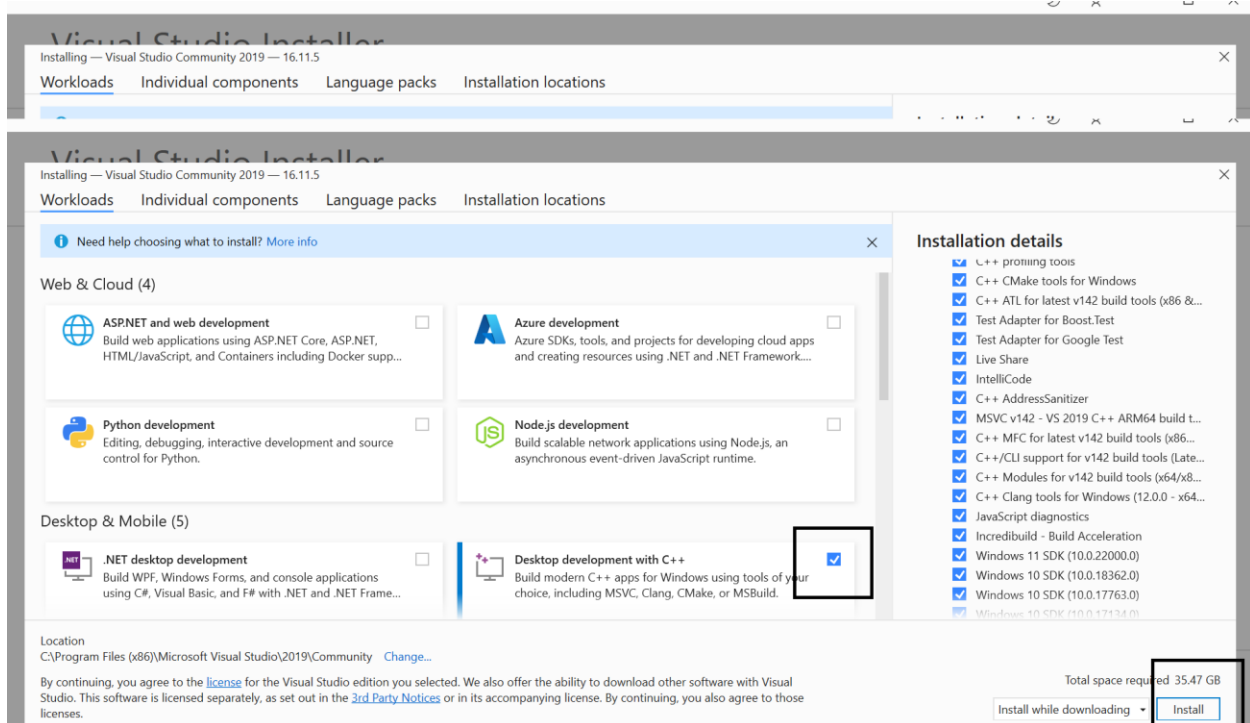 Visual Studio Installer
Installing — Visual Studio Community 2019 — 16.11.5
Workloads Individual components Language packs Installation locations
Visual Studio Installer
Installing — Visual Studio Community 2019 — 16.11.5
Workloads Individual components Language packs Installation locations
Need help choosing what to install? More info
Web & Cloud (4)
ASP.NET and web development
Build web applications using ASP.NET Core, ASP.NET,
HTML/JavaScript, and Containers including Docker supp...
Azure development
Azure SDKs, tools, and projects for developing cloud apps
and creating resources using .NET and .NET Framework....
Python development
Editing, debugging, interactive development and source
control for Python.
Node.js development
Build scalable network applications using Node.js, an
asynchronous event-driven JavaScript runtime.
Desktop & Mobile (5)
.NET
.NET desktop development
Build WPF, Windows Forms, and console applications
using C#, Visual Basic, and F# with .NET and .NET Frame...
Desktop development with C++
Build modern C++ apps for Windows using tools of your
choice, including MSVC, Clang, CMake, or MSBuild.
Installation details
C++ profiling tools
C++ CMake tools for Windows
C++ ATL for latest v142 build tools (x86 &...
Test Adapter for Boost.Test
Test Adapter for Google Test
Live Share
IntelliCode
C++ AddressSanitizer
MSVC v142 - VS 2019 C++ ARM64 build t...
C++ MFC for latest v142 build tools (x86...
C++/CLI support for v142 build tools (Late...
C++ Modules for v142 build tools (x64/x8...
C++ Clang tools for Windows (12.0.0 - x64...
JavaScript diagnostics
Incredibuild - Build Acceleration
Windows 11 SDK (10.0.22000.0)
Windows 10 SDK (10.0.18362.0)
Windows 10 SDK (10.0.17763.0)
Windows 10 SDK (10.0.17134.0)
Location
C:\Program Files (x86)\Microsoft Visual Studio\2019\Community Change...
By continuing, you agree to the license for the Visual Studio edition you selected. We also offer the ability to download other software with Visual
Studio. This software is licensed separately, as set out in the 3rd Party Notices or in its accompanying license. By continuing, you also agree to those
licenses.
Total space required 35.47 GB
Install while downloading Install